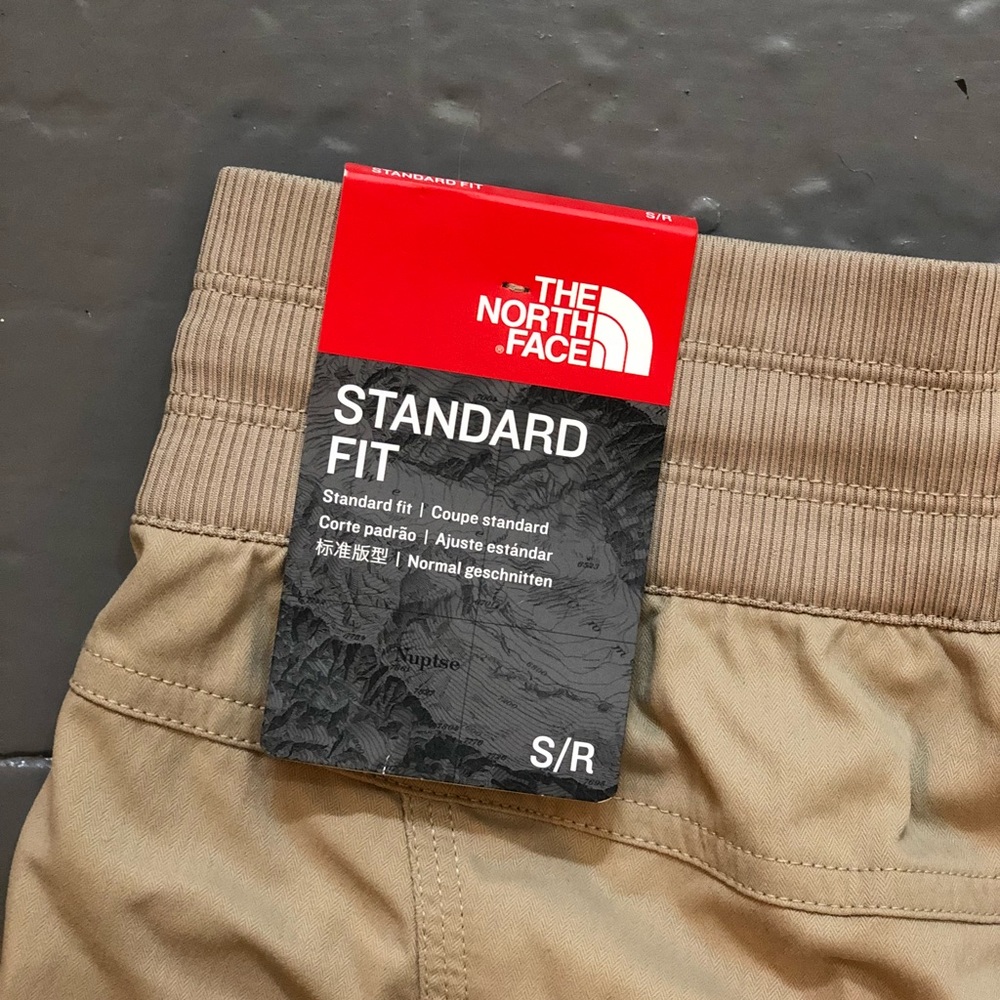 STANDARD FIT
S/R
THE
NORTH
FACE
®
STANDARD
FIT
Standard fit | Coupe standard
Corte padrão | Ajuste estándar
标准版型 | Normal geschnitten
Nuptse
S/R